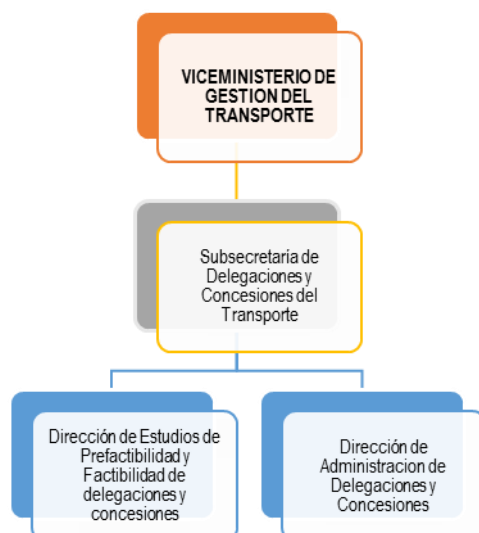 VICEMINISTERIO DE
GESTION DEL
TRANSPORTE
Subsecretaría de
Delegaciones y
Concesiones del
Transporte
Dirección de Estudios de
Prefactibilidad y
Factibilidad de
delegaciones y
concesiones
Dirección de
Administracion de
Delegaciones y
Concesiones